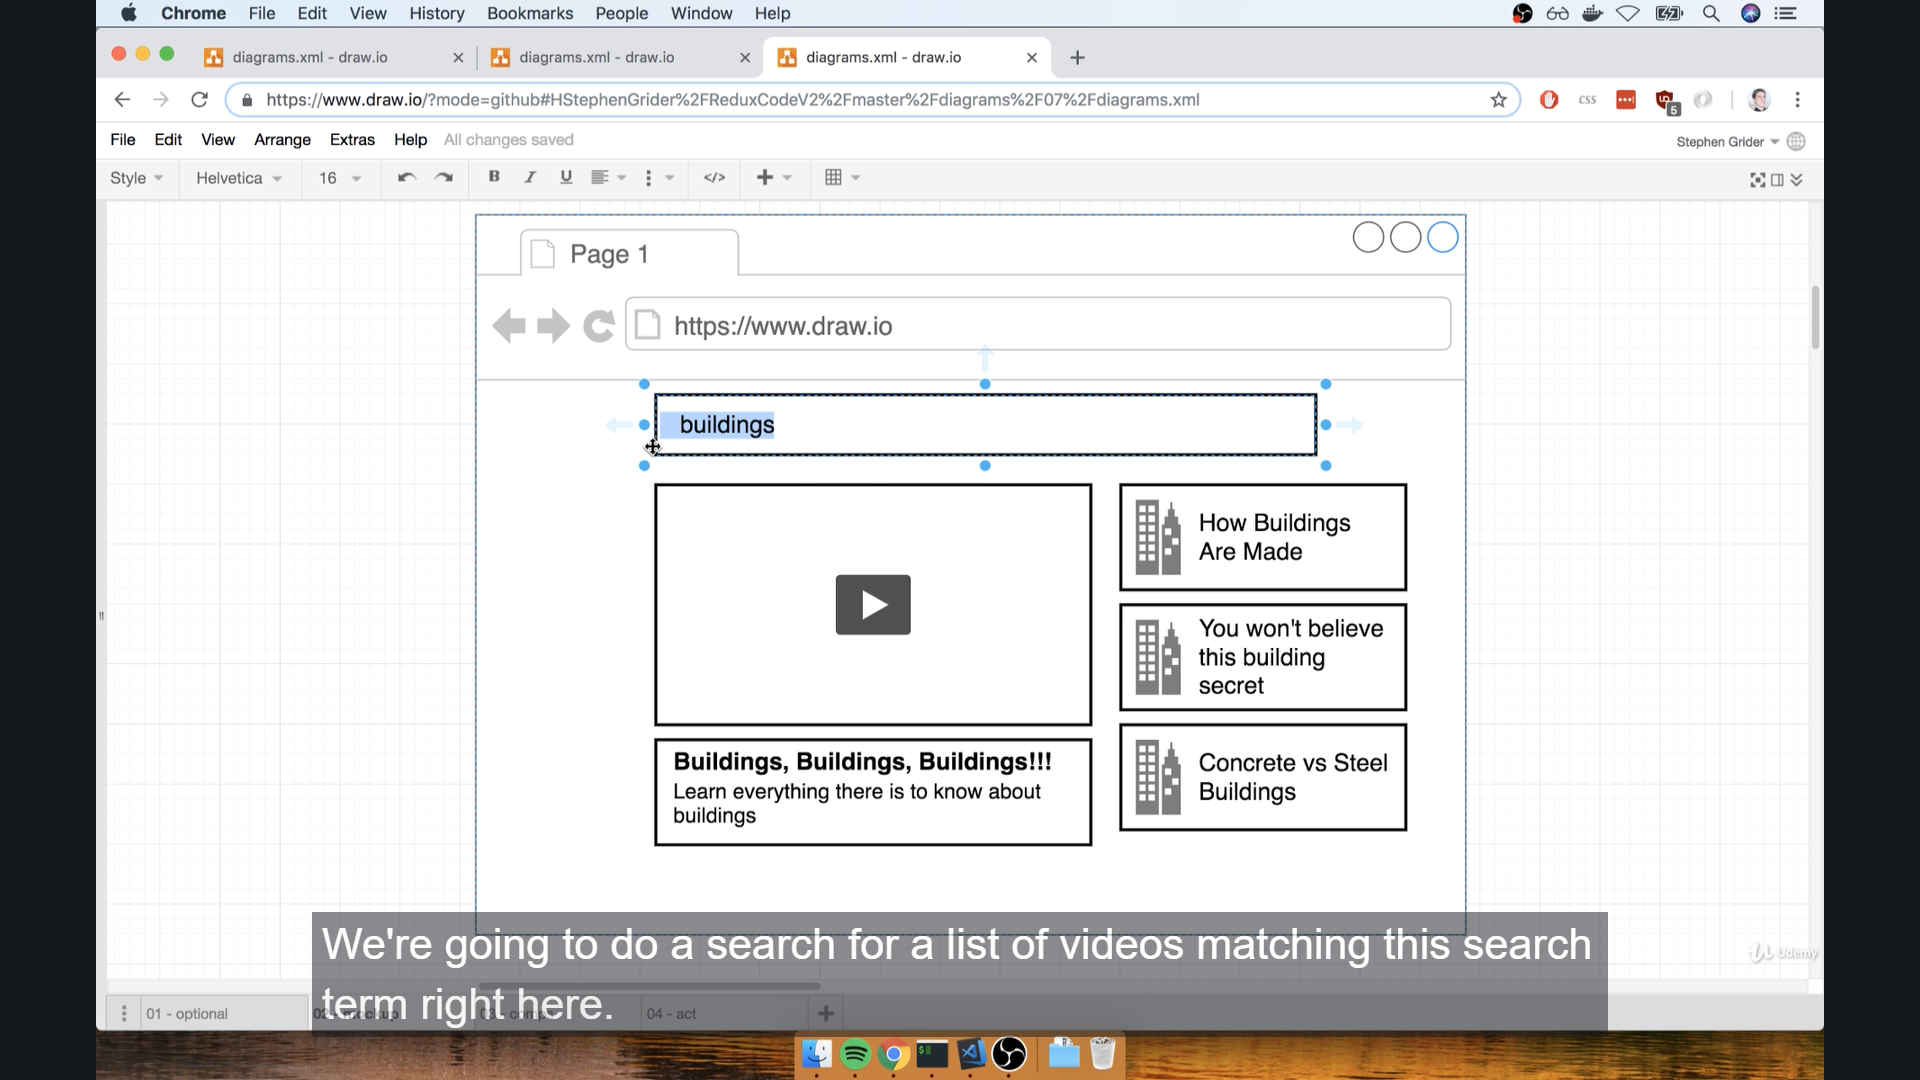 Chrome File Edit View History Bookmarks People Window Help
diagrams.xml - draw.io
diagrams.xml - draw.io
diagrams.xml - draw.io
https://www.draw.io/?mode=github#HStephenGrider%2FReduxCodeV2%2Fmaster%2Fdiagrams%2F07%2Fdiagrams.xml
css
5
File Edit View Arrange Extras Help All changes saved
Stephen Grider
Style Helvetica 16 B I U
Page 1
https://www.draw.io
buildings
How Buildings
Are Made
You won't believe
this building
secret
Buildings, Buildings, Buildings!!!
Learn everything there is to know about
buildings
Concrete vs Steel
Buildings
We're going to do a search for a list of videos matching this search
term right here.
Udemy
01 - optional
04 - act